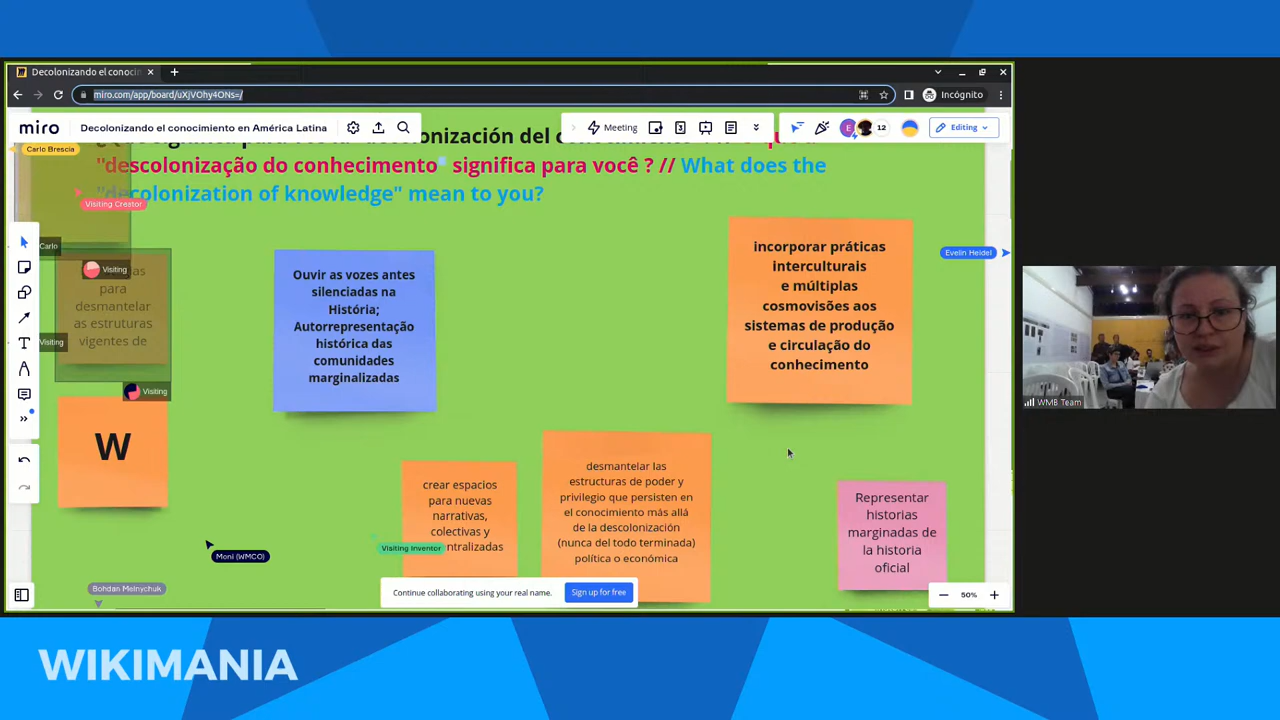 Decolonizando el conocin
miro.com/app/board/uXjVOhy4ONs=/
Incógnito
miro
Decolonizando el conocimiento en América Latina
Meeting
3
E
12
Editing
"descolonização do conhecimento" significa para você ? // What does the
"decolonization of knowledge" mean to you?
Carlo Brescia
Visiting Creator
Carlo
Visiting
para
desmantelar
as estruturas
vigentes de
Visiting
Visiting
W
Ouvir as vozes antes
silenciadas na
História;
Autorrepresentação
histórica das
comunidades
marginalizadas
incorporar práticas
interculturais
e múltiplas
cosmovisões aos
sistemas de produção
e circulação do
conhecimento
Evelin Heidel
crear espacios
para nuevas
narrativas,
colectivas y
ntralizadas
Visiting Inventor
desmantelar las
estructuras de poder y
privilegio que persisten en
el conocimiento más allá
de la descolonización
(nunca del todo terminada)
política o económica
Representar
historias
marginadas de
la historia
oficial
Moni (WMCO)
Bohdan Melnychuk
Continue collaborating using your real name.
Sign up for free
50%
WMB Team
WIKIMANIA